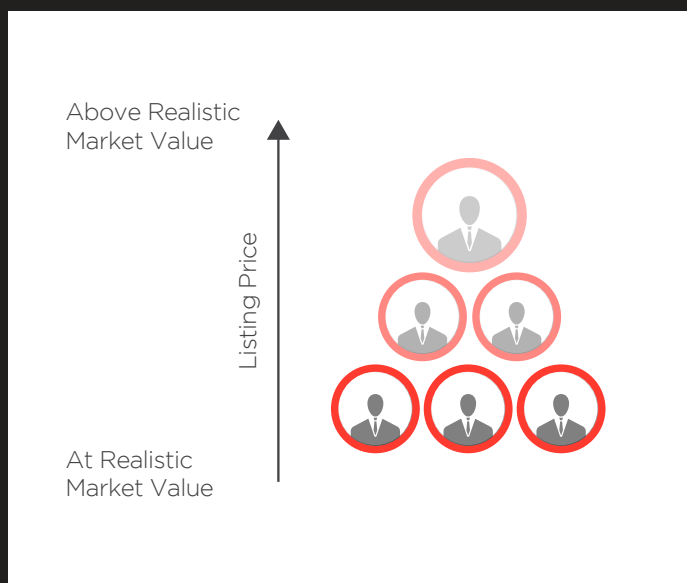 Above Realistic
Market Value
Listing Price
At Realistic
Market Value